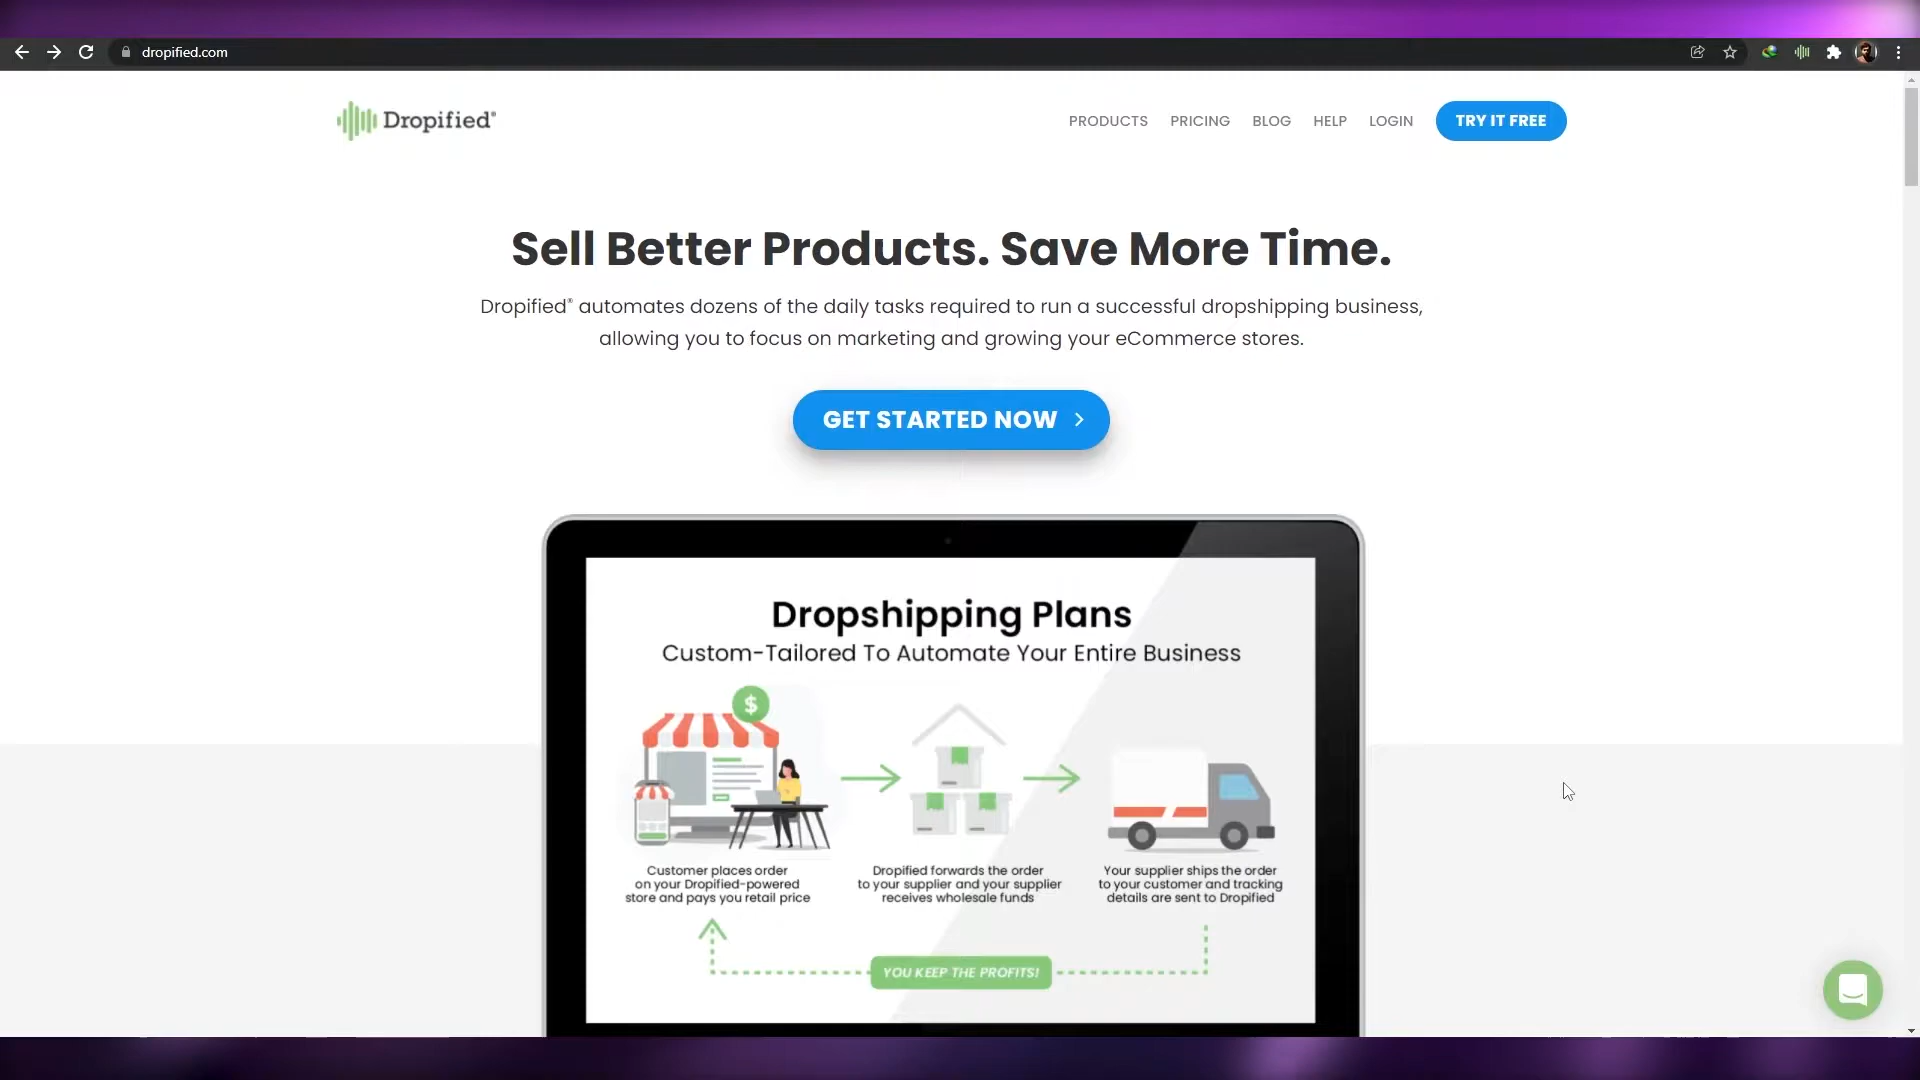 dropified.com
Dropified®
PRODUCTS PRICING BLOG HELP LOGIN TRY IT FREE
Sell Better Products. Save More Time.
Dropified® automates dozens of the daily tasks required to run a successful dropshipping business,
allowing you to focus on marketing and growing your eCommerce stores.
GET STARTED NOW
Dropshipping Plans
Custom-Tailored To Automate Your Entire Business
$
Customer places order
on your Dropified-powered
store and pays you retail price
Dropified forwards the order
to your supplier and your supplier
receives wholesale funds
Your supplier ships the order
to your customer and tracking
details are sent to Dropified
YOU KEEP THE PROFITS!